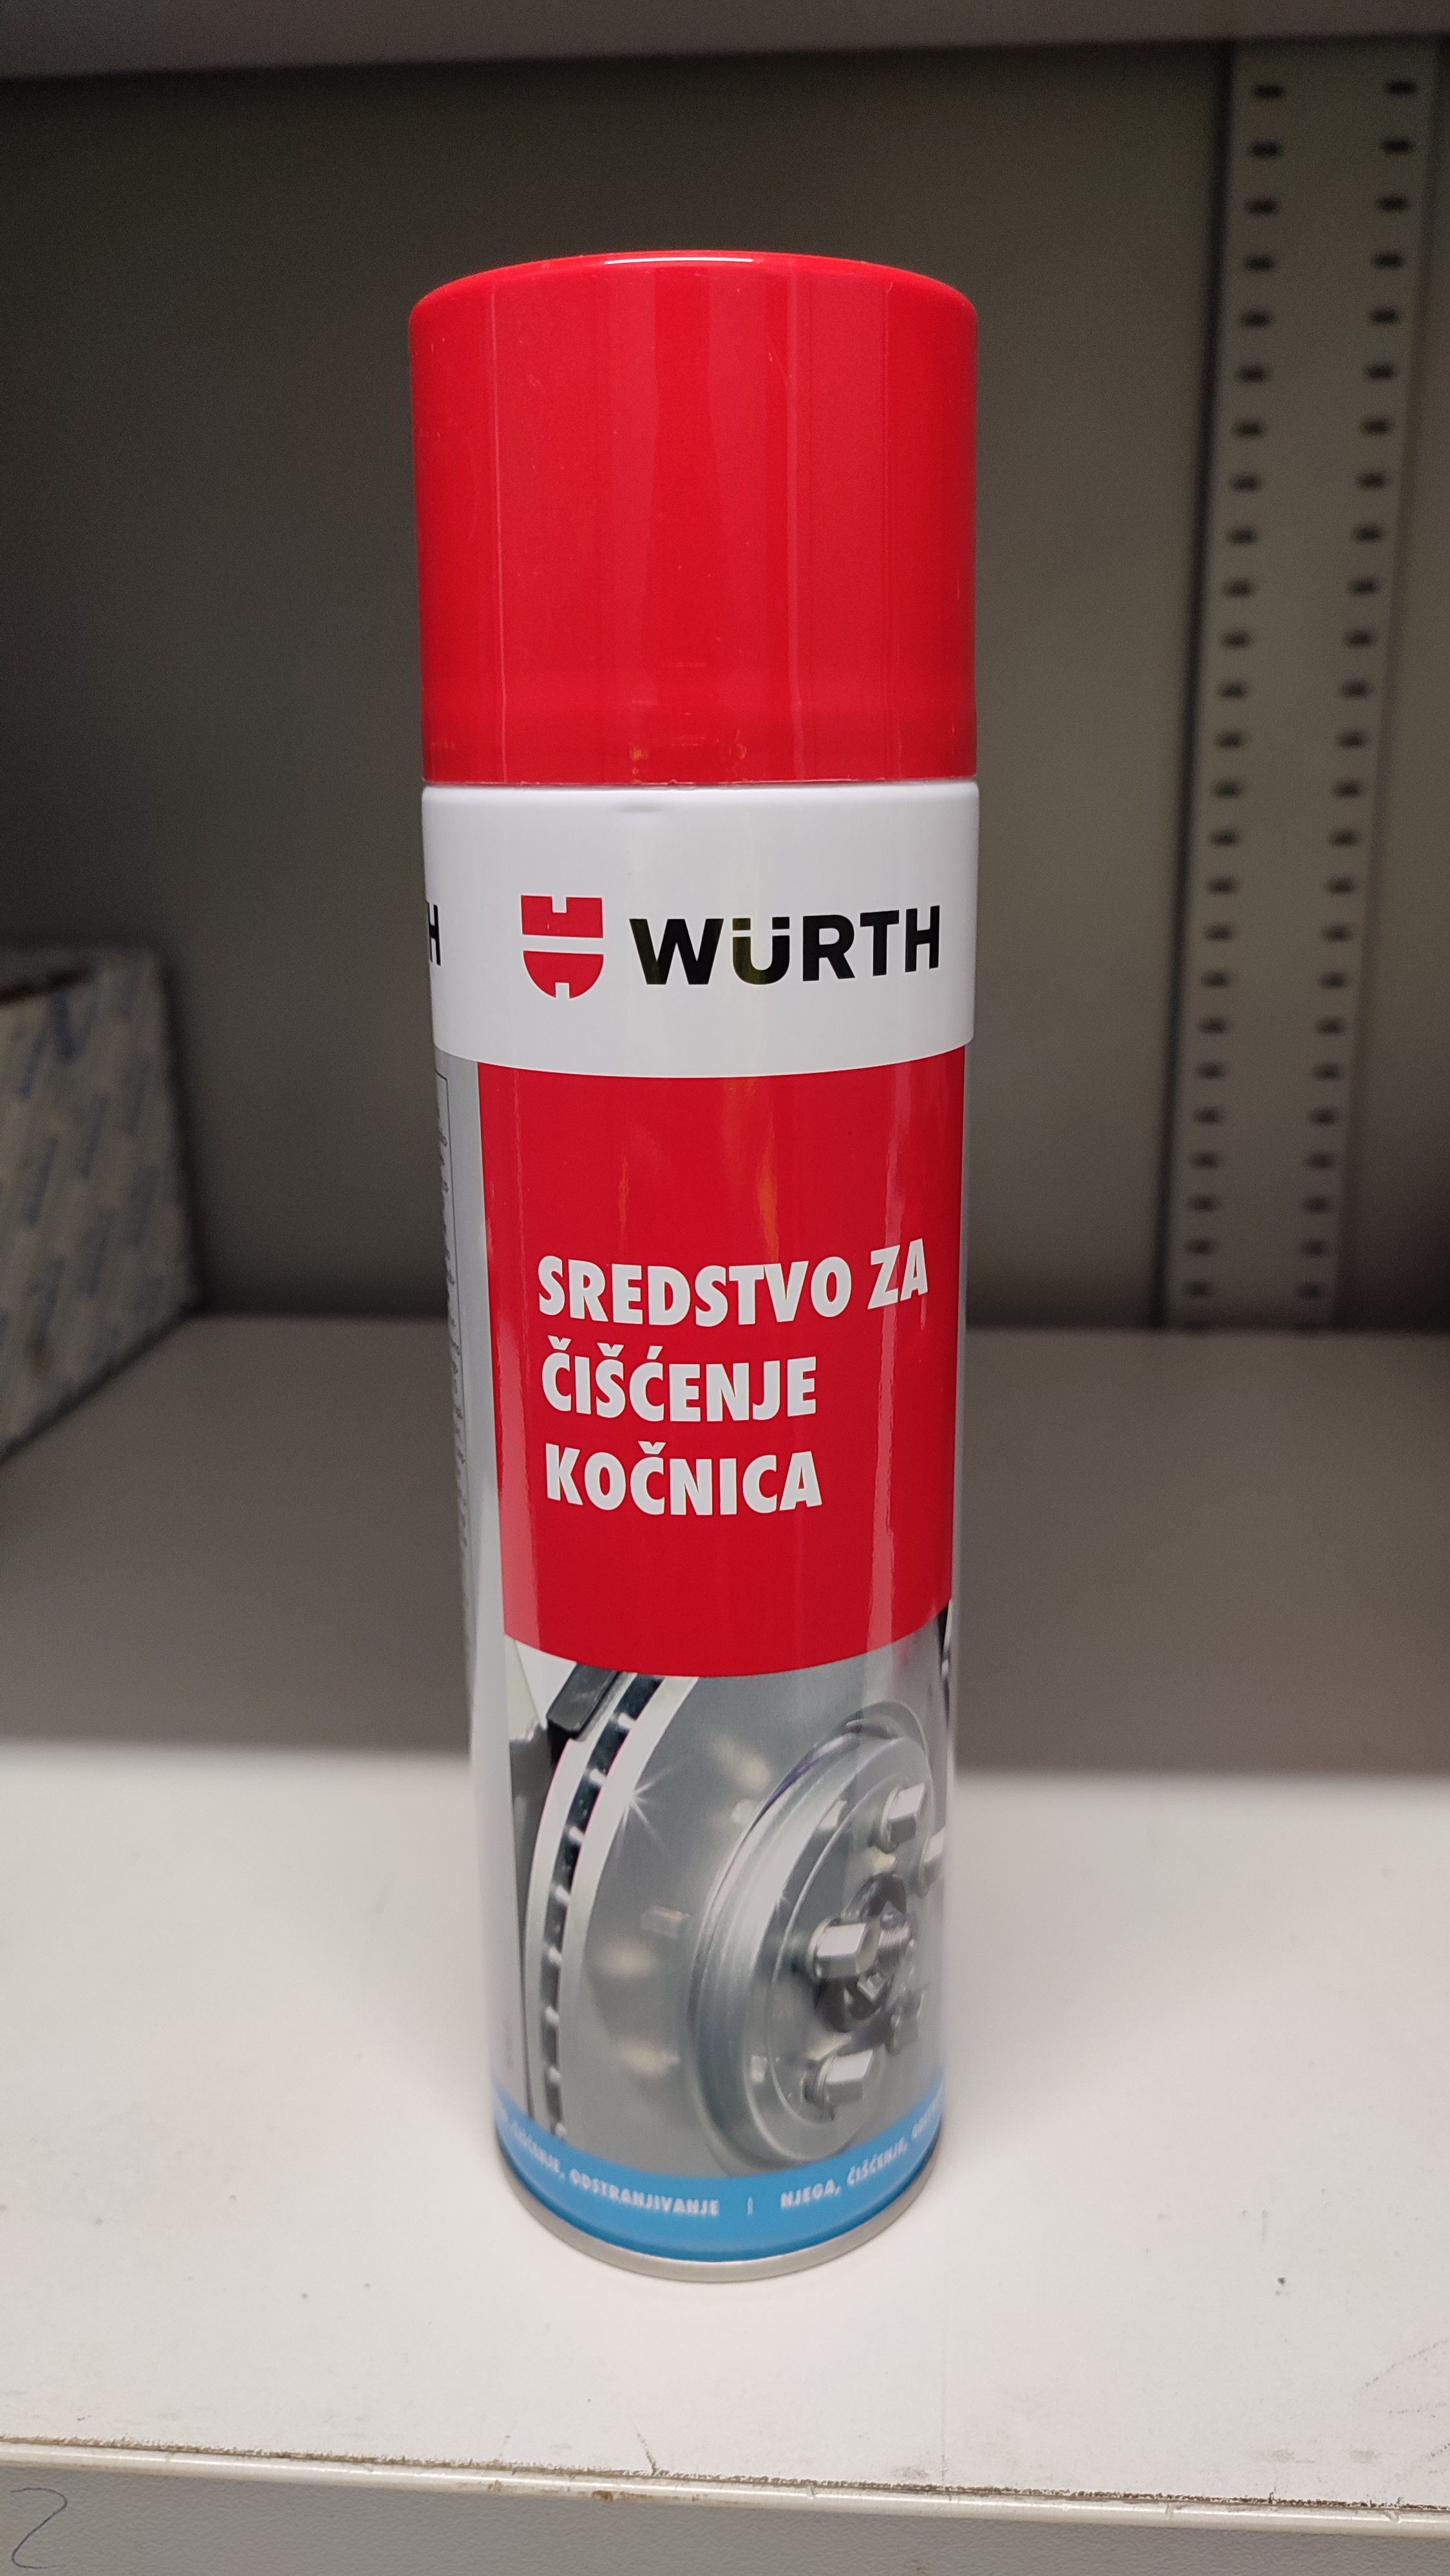 WÜRTH
SREDSTVO ZA
ČIŠĆENJE
KOČNICA
ČIŠĆENJE, ODSTRANJIVANJE | NJEGA, ČIŠĆENJE,